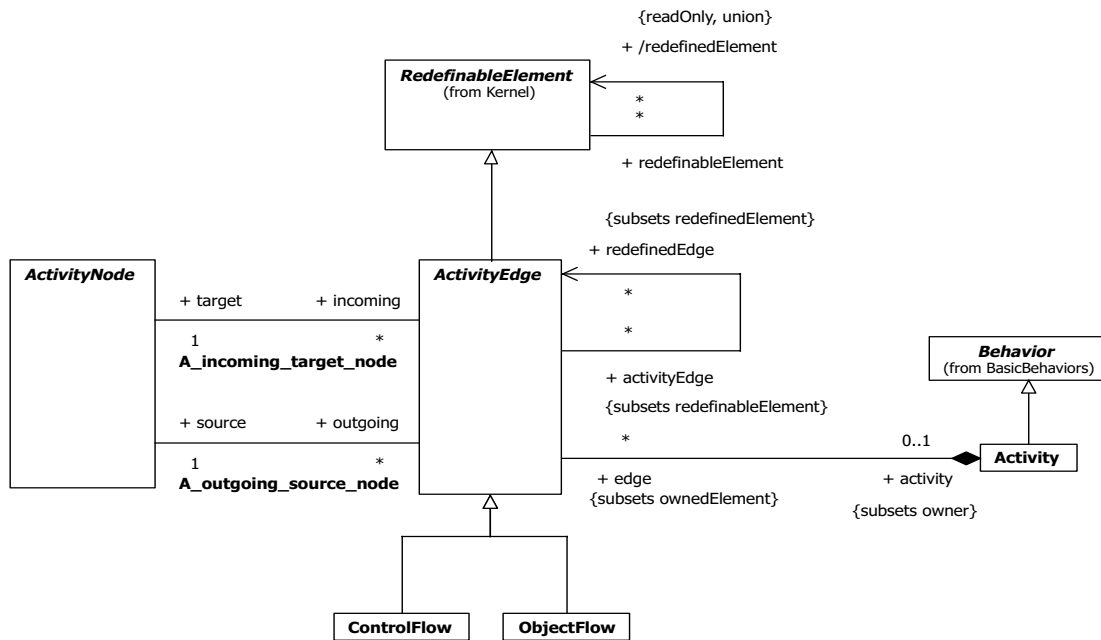 {readOnly, union}
+ /redefinedElement
RedefinableElement
(from Kernel)
*
*
+ redefinableElement
{subsets redefinedElement}
+ redefinedEdge
ActivityNode
ActivityEdge
+ target
+ incoming
*
*
1
*
A_incoming_target_node
Behavior
(from BasicBehaviors)
+ activityEdge
{subsets redefinableElement}
+ source
+ outgoing
*
0..1
1
*
A_outgoing_source_node
Activity
+ edge
{subsets ownedElement}
+ activity
{subsets owner}
ControlFlow
ObjectFlow